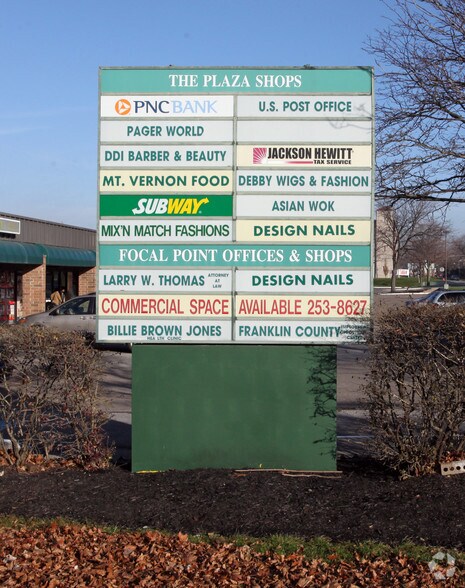 THE PLAZA SHOPS
PNCBANK U.S. POST OFFICE
PAGER WORLD
DDI BARBER & BEAUTY JACKSON HEWITT
TAX SERVICE
MT. VERNON FOOD DEBBY WIGS & FASHION
SUBWAY ASIAN WOK
MIX'N MATCH FASHIONS DESIGN NAILS
FOCAL POINT OFFICES & SHOPS
LARRY W. THOMAS ATTORNEY AT LAW DESIGN NAILS
COMMERCIAL SPACE AVAILABLE 253-8627
BILLIE BROWN JONES FRANKLIN COUNTY